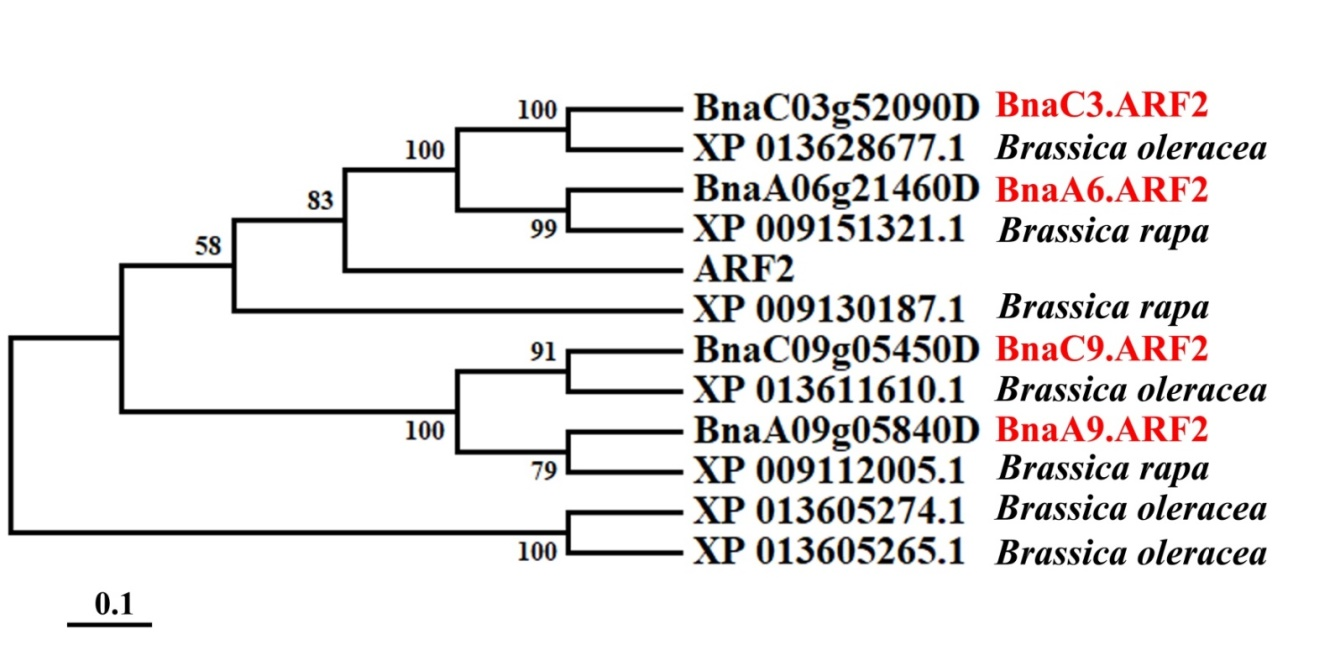 100
BnaC03g52090D BnaC3.ARF2
XP 013628677.1 Brassica oleracea
100
BnaA06g21460D BnaA6.ARF2
83
99
XP 009151321.1 Brassica rapa
58
ARF2
XP 009130187.1 Brassica rapa
91
BnaC09g05450D BnaC9.ARF2
XP 013611610.1 Brassica oleracea
100
BnaA09g05840D BnaA9.ARF2
79
XP 009112005.1 Brassica rapa
XP 013605274.1 Brassica oleracea
100
XP 013605265.1 Brassica oleracea
0.1